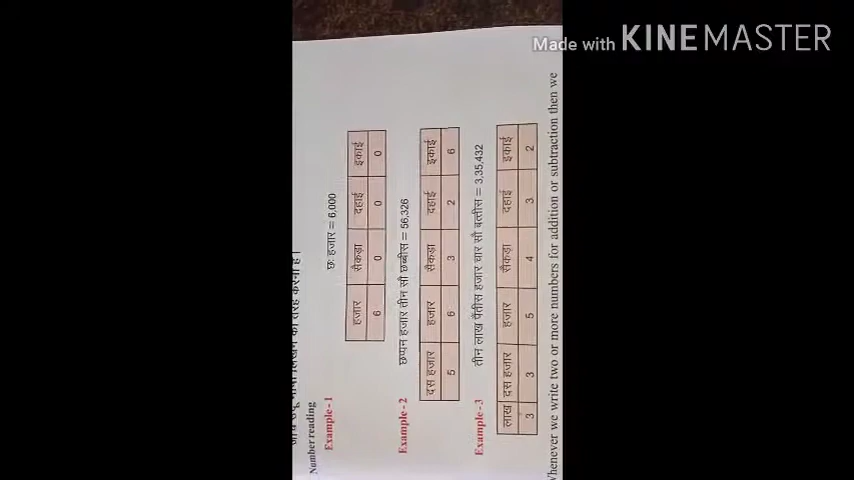 Made with KINEMASTER
की तरह करना है।
Number reading
Example-1
छः हजार = 6,000
हजार सैकड़ा दहाई इकाई
6 0 0 0
Example-2
छप्पन हजार तीन सौ छब्बीस = 56,326
दस हजार हजार सैकड़ा दहाई इकाई
5 6 3 2 6
Example-3
तीन लाख पैंतीस हजार चार सौ बत्तीस = 3,35,432
लाख दस हजार हजार सैकड़ा दहाई इकाई
3 3 5 4 3 2
Whenever we write two or more numbers for addition or subtraction then we